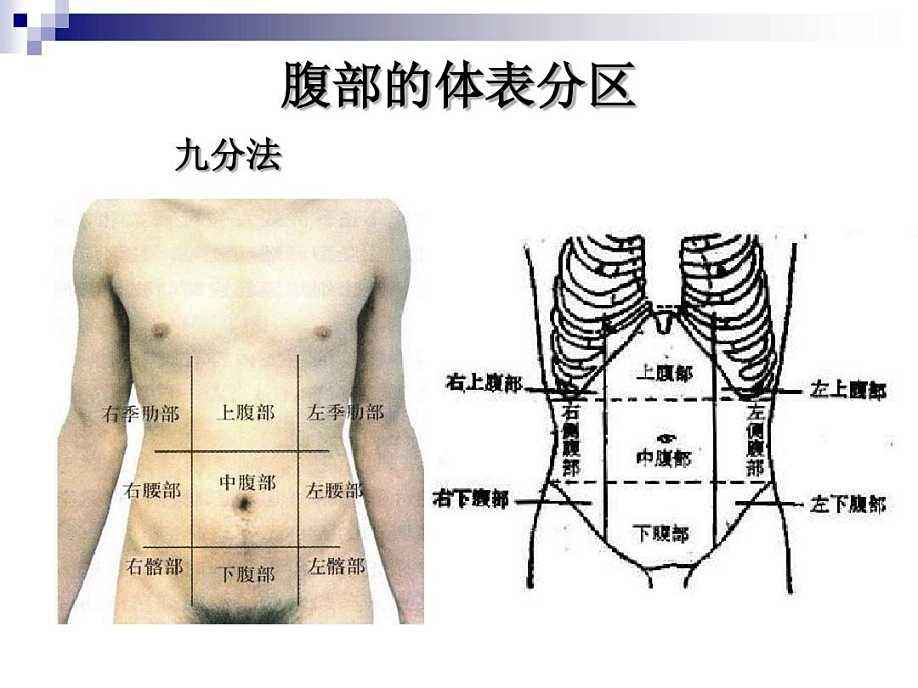 腹部的体表分区
九分法
右季肋部 上腹部 左季肋部
右腰部 中腹部 左腰部
右髂部 下腹部 左髂部
右上腹部 上腹部 左上腹部
右侧腹部 中腹部 左侧腹部
右下腹部 下腹部 左下腹部